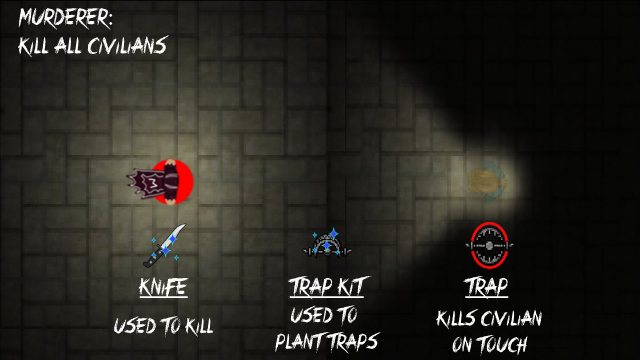 MURDERER:
KILL ALL CIVILIANS
KNIFE
USED TO KILL
TRAP KIT
USED TO
PLANT TRAPS
TRAP
KILLS CIVILIAN
ON TOUCH